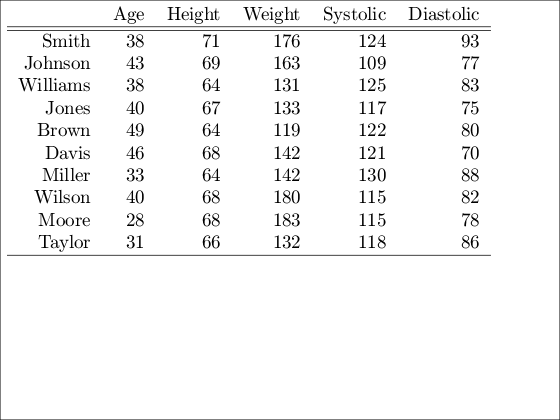 Age Height Weight Systolic Diastolic
Smith 38 71 176 124 93
Johnson 43 69 163 109 77
Williams 38 64 131 125 83
Jones 40 67 133 117 75
Brown 49 64 119 122 80
Davis 46 68 142 121 70
Miller 33 64 142 130 88
Wilson 40 68 180 115 82
Moore 28 68 183 115 78
Taylor 31 66 132 118 86